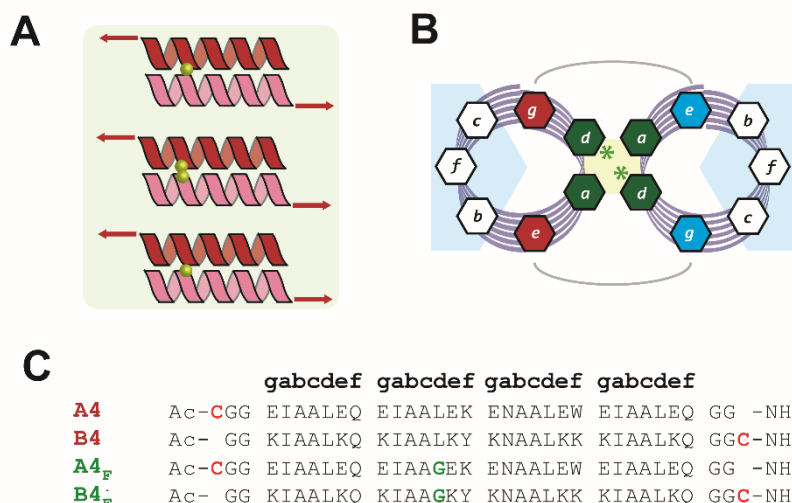 A
B
c g d a e b
f * * f
b e a d g c
C
gabcdef gabcdef gabcdef gabcdef
A4 Ac-CGG EIAALEQ EIAALEK ENAALEW EIAALEQ GG -NH
B4 Ac- GG KIAALKQ KIAALKY KNAALKK KIAALKQ GGC-NH
A4F Ac-CGG EIAALEQ EIAAGEK ENAALEW EIAALEQ GG -NH
B4F Ac- GG KIAALKQ KIAAGKY KNAALKK KIAALKQ GGC-NH